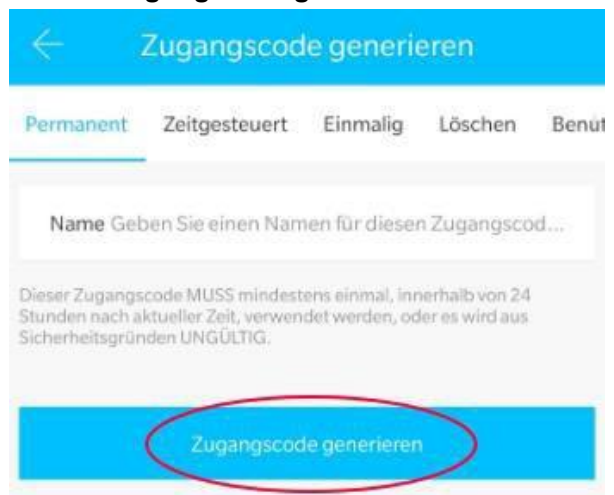 Zugangscode generieren
Permanent Zeitgesteuert Einmalig Löschen Benut
Name Geben Sie einen Namen für diesen Zugangscod...
Dieser Zugangscode MUSS mindestens einmal, innerhalb von 24
Stunden nach aktueller Zeit, verwendet werden, oder es wird aus
Sicherheitsgründen UNGÜLTIG.
Zugangscode generieren